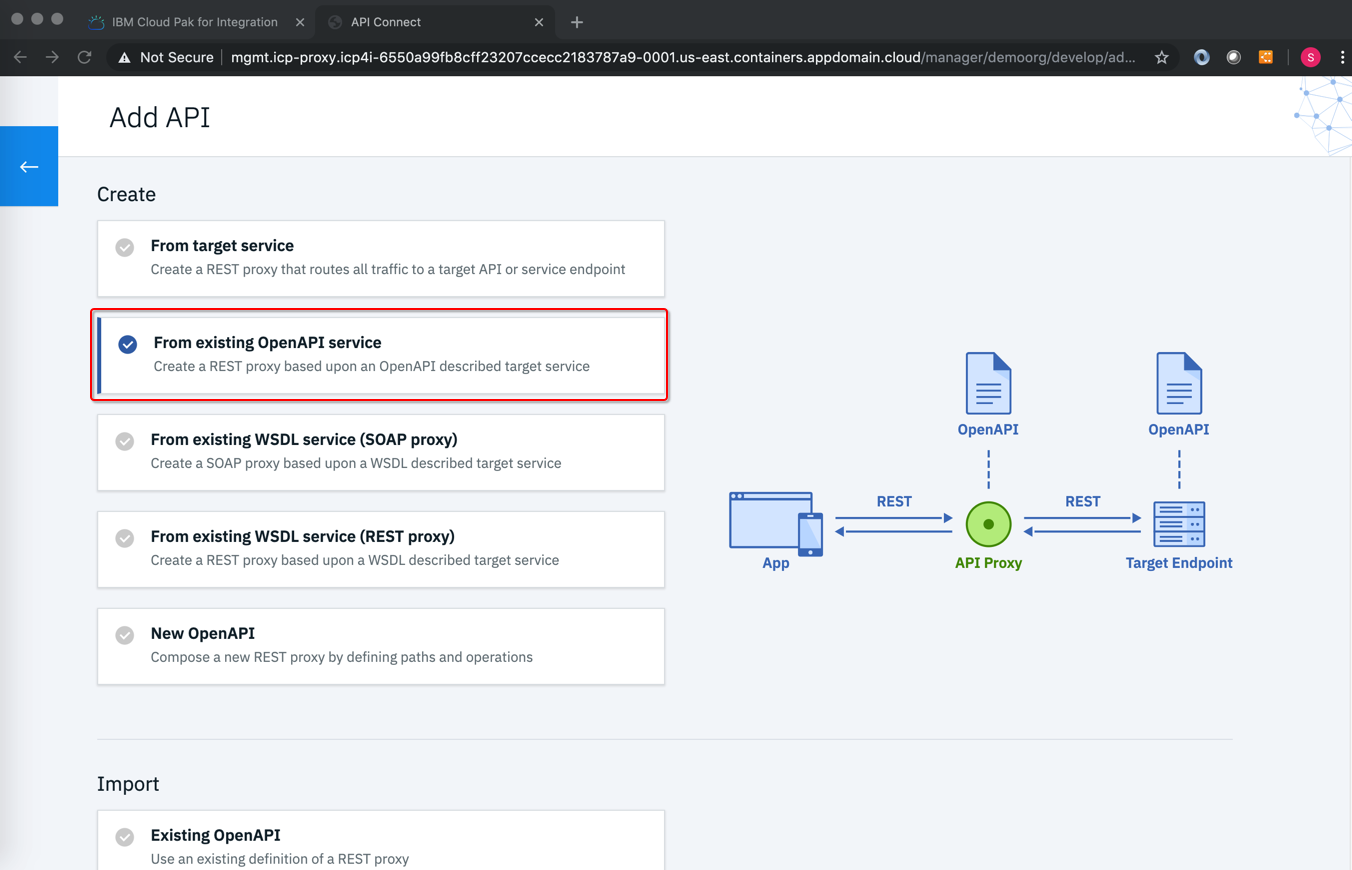 IBM Cloud Pak for Integration
API Connect
Not Secure
mgmt.icp-proxy.icp4i-6550a99fb8cff23207ccecc2183787a9-0001.us-east.containers.appdomain.cloud/manager/demoorg/develop/ad...
S
Add API
Create
From target service
Create a REST proxy that routes all traffic to a target API or service endpoint
From existing OpenAPI service
Create a REST proxy based upon an OpenAPI described target service
From existing WSDL service (SOAP proxy)
Create a SOAP proxy based upon a WSDL described target service
From existing WSDL service (REST proxy)
Create a REST proxy based upon a WSDL described target service
New OpenAPI
Compose a new REST proxy by defining paths and operations
OpenAPI
OpenAPI
REST
REST
App
API Proxy
Target Endpoint
Import
Existing OpenAPI
Use an existing definition of a REST proxy